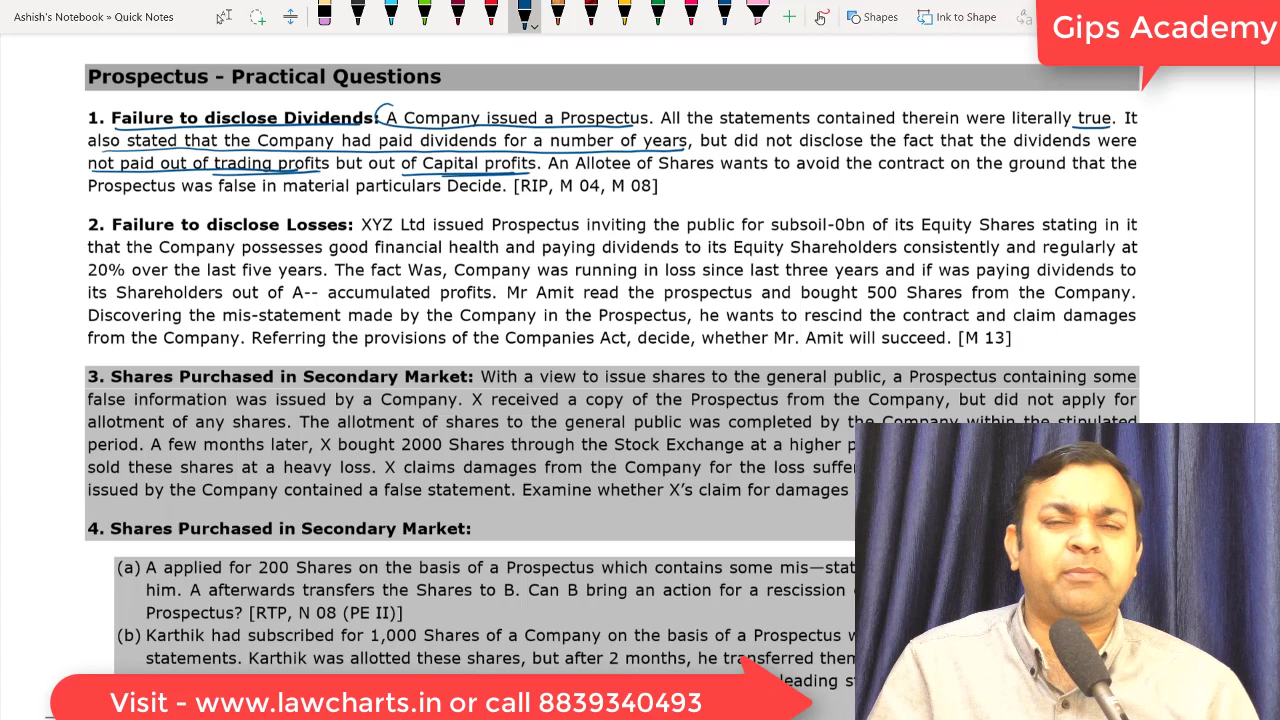 Ashish's Notebook » Quick Notes
Shapes
Ink to Shape
Gips Academy
Prospectus - Practical Questions
1. Failure to disclose Dividends: A Company issued a Prospectus. All the statements contained therein were literally true. It
also stated that the Company had paid dividends for a number of years, but did not disclose the fact that the dividends were
not paid out of trading profits but out of Capital profits. An Allotee of Shares wants to avoid the contract on the ground that the
Prospectus was false in material particulars Decide. [RIP, M 04, M 08]
2. Failure to disclose Losses: XYZ Ltd issued Prospectus inviting the public for subsoil-0bn of its Equity Shares stating in it
that the Company possesses good financial health and paying dividends to its Equity Shareholders consistently and regularly at
20% over the last five years. The fact Was, Company was running in loss since last three years and if was paying dividends to
its Shareholders out of A-- accumulated profits. Mr Amit read the prospectus and bought 500 Shares from the Company.
Discovering the mis-statement made by the Company in the Prospectus, he wants to rescind the contract and claim damages
from the Company. Referring the provisions of the Companies Act, decide, whether Mr. Amit will succeed. [M 13]
3. Shares Purchased in Secondary Market: With a view to issue shares to the general public, a Prospectus containing some
false information was issued by a Company. X received a copy of the Prospectus from the Company, but did not apply for
allotment of any shares. The allotment of shares to the general public was completed by the Company within the stipulated
period. A few months later, X bought 2000 Shares through the Stock Exchange at a higher
sold these shares at a heavy loss. X claims damages from the Company for the loss
issued by the Company contained a false statement. Examine whether X's claim for damages
4. Shares Purchased in Secondary Market:
(a) A applied for 200 Shares on the basis of a Prospectus which contains some
him. A afterwards transfers the Shares to B. Can B bring an action for a rescission
Prospectus? [RTP, N 08 (PE II)]
(b) Karthik had subscribed for 1,000 Shares of a Company on the basis of a Prospectus
statements. Karthik was allotted these shares, but after 2 months, he transferred
Visit - www.lawcharts.in or call 8839340493